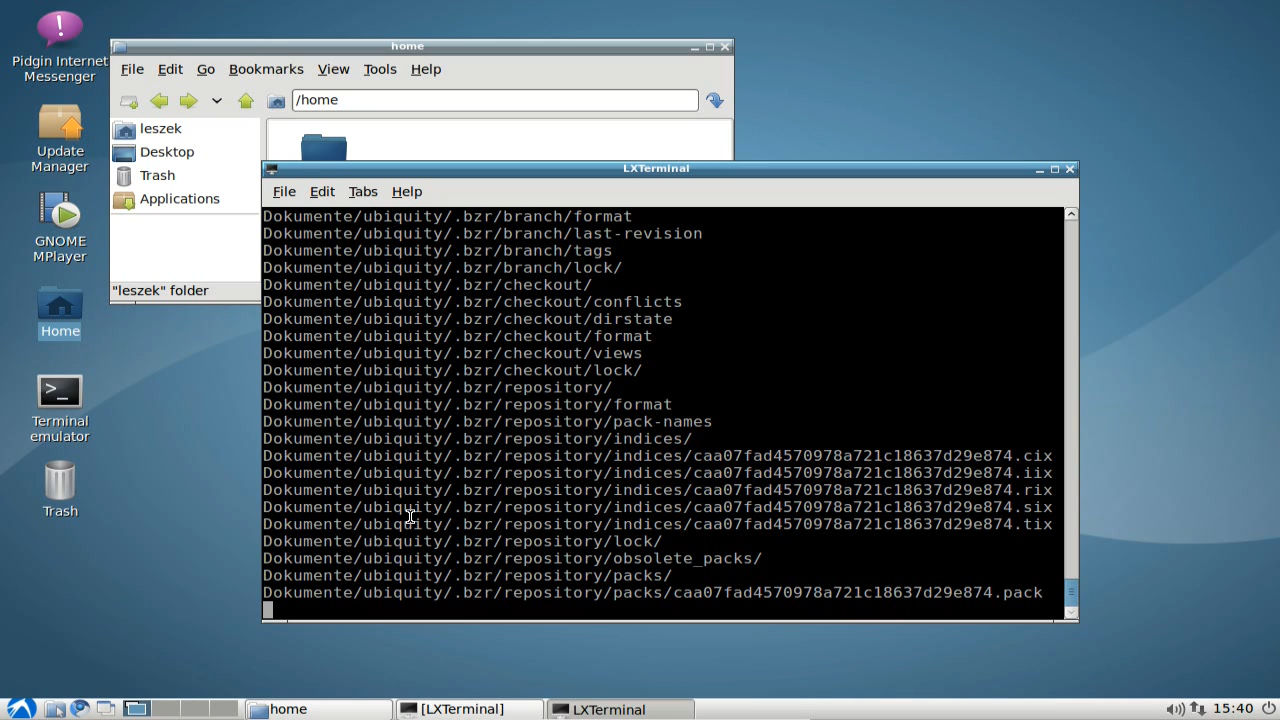 Pidgin Internet
Messenger
Update
Manager
GNOME
MPlayer
Home
Terminal
emulator
Trash
home
File Edit Go Bookmarks View Tools Help
/home
leszek
Desktop
Trash
Applications
"leszek" folder
LXTerminal
File Edit Tabs Help
Dokumente/ubiquity/.bzr/branch/format
Dokumente/ubiquity/.bzr/branch/last-revision
Dokumente/ubiquity/.bzr/branch/tags
Dokumente/ubiquity/.bzr/branch/lock/
Dokumente/ubiquity/.bzr/checkout/
Dokumente/ubiquity/.bzr/checkout/conflicts
Dokumente/ubiquity/.bzr/checkout/dirstate
Dokumente/ubiquity/.bzr/checkout/format
Dokumente/ubiquity/.bzr/checkout/views
Dokumente/ubiquity/.bzr/checkout/lock/
Dokumente/ubiquity/.bzr/repository/
Dokumente/ubiquity/.bzr/repository/format
Dokumente/ubiquity/.bzr/repository/pack-names
Dokumente/ubiquity/.bzr/repository/indices/
Dokumente/ubiquity/.bzr/repository/indices/caa07fad4570978a721c18637d29e874.cix
Dokumente/ubiquity/.bzr/repository/indices/caa07fad4570978a721c18637d29e874.iix
Dokumente/ubiquity/.bzr/repository/indices/caa07fad4570978a721c18637d29e874.rix
Dokumente/ubiquity/.bzr/repository/indices/caa07fad4570978a721c18637d29e874.six
Dokumente/ubiquity/.bzr/repository/indices/caa07fad4570978a721c18637d29e874.tix
Dokumente/ubiquity/.bzr/repository/lock/
Dokumente/ubiquity/.bzr/repository/obsolete_packs/
Dokumente/ubiquity/.bzr/repository/packs/
Dokumente/ubiquity/.bzr/repository/packs/caa07fad4570978a721c18637d29e874.pack
home [LXTerminal] LXTerminal 15:40